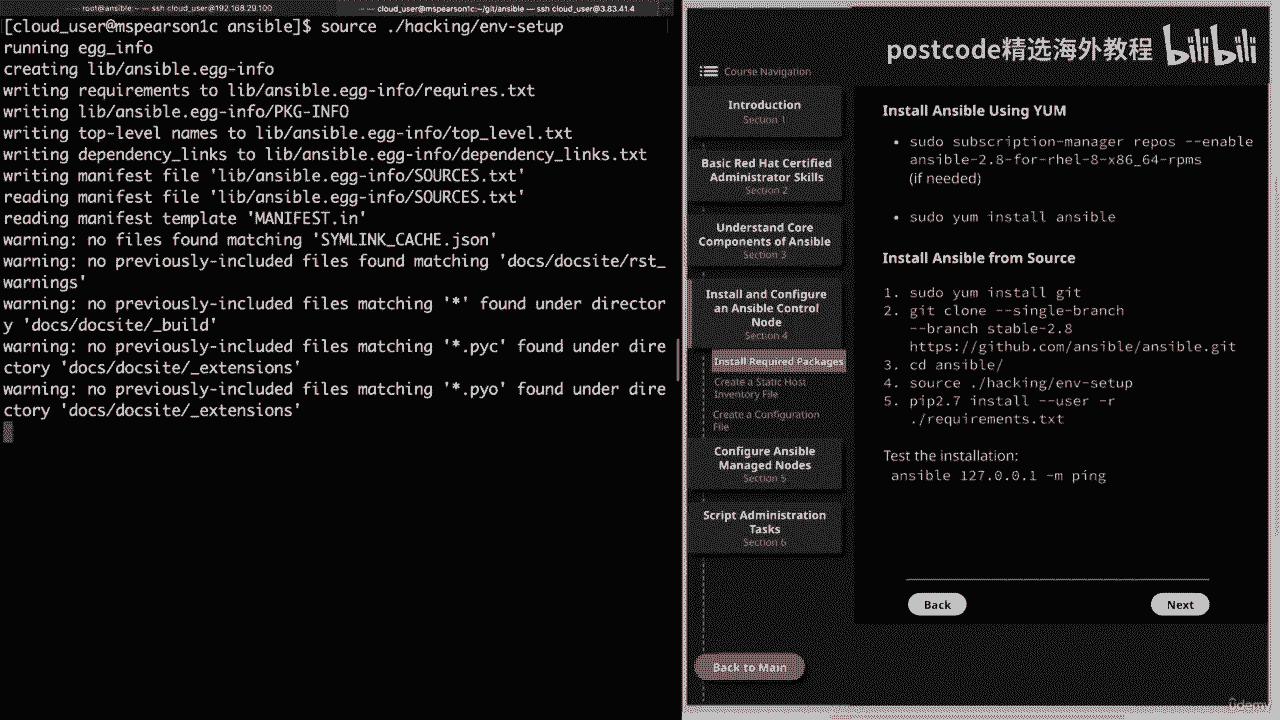 root@ansible: ~ — ssh cloud_user@192.168.29.100
cloud_user@mspearson1c:~/git/ansible — ssh cloud_user@3.83.41.4
[cloud_user@mspearson1c ansible]$ source ./hacking/env-setup
running egg_info
creating lib/ansible.egg-info
writing requirements to lib/ansible.egg-info/requires.txt
writing lib/ansible.egg-info/PKG-INFO
writing top-level names to lib/ansible.egg-info/top_level.txt
writing dependency_links to lib/ansible.egg-info/dependency_links.txt
writing manifest file 'lib/ansible.egg-info/SOURCES.txt'
reading manifest file 'lib/ansible.egg-info/SOURCES.txt'
reading manifest template 'MANIFEST.in'
warning: no files found matching 'SYMLINK_CACHE.json'
warning: no previously-included files found matching 'docs/docsite/rst_
warnings'
warning: no previously-included files matching '*' found under director
y 'docs/docsite/_build'
warning: no previously-included files matching '*.pyc' found under dire
ctory 'docs/docsite/_extensions'
warning: no previously-included files matching '*.pyo' found under dire
ctory 'docs/docsite/_extensions'
postcode精选海外教程 bilibili
Course Navigation
Introduction
Section 1
Basic Red Hat Certified
Administrator Skills
Section 2
Understand Core
Components of Ansible
Section 3
Install and Configure
an Ansible Control
Node
Section 4
Install Required Packages
Create a Static Host
Inventory File
Create a Configuration
File
Configure Ansible
Managed Nodes
Section 5
Script Administration
Tasks
Section 6
Back to Main
Install Ansible Using YUM
• sudo subscription-manager repos --enable
ansible-2.8-for-rhel-8-x86_64-rpms
(if needed)
• sudo yum install ansible
Install Ansible from Source
1. sudo yum install git
2. git clone --single-branch
--branch stable-2.8
https://github.com/ansible/ansible.git
3. cd ansible/
4. source ./hacking/env-setup
5. pip2.7 install --user -r
./requirements.txt
Test the installation:
ansible 127.0.0.1 -m ping
Back
Next
ûdemy